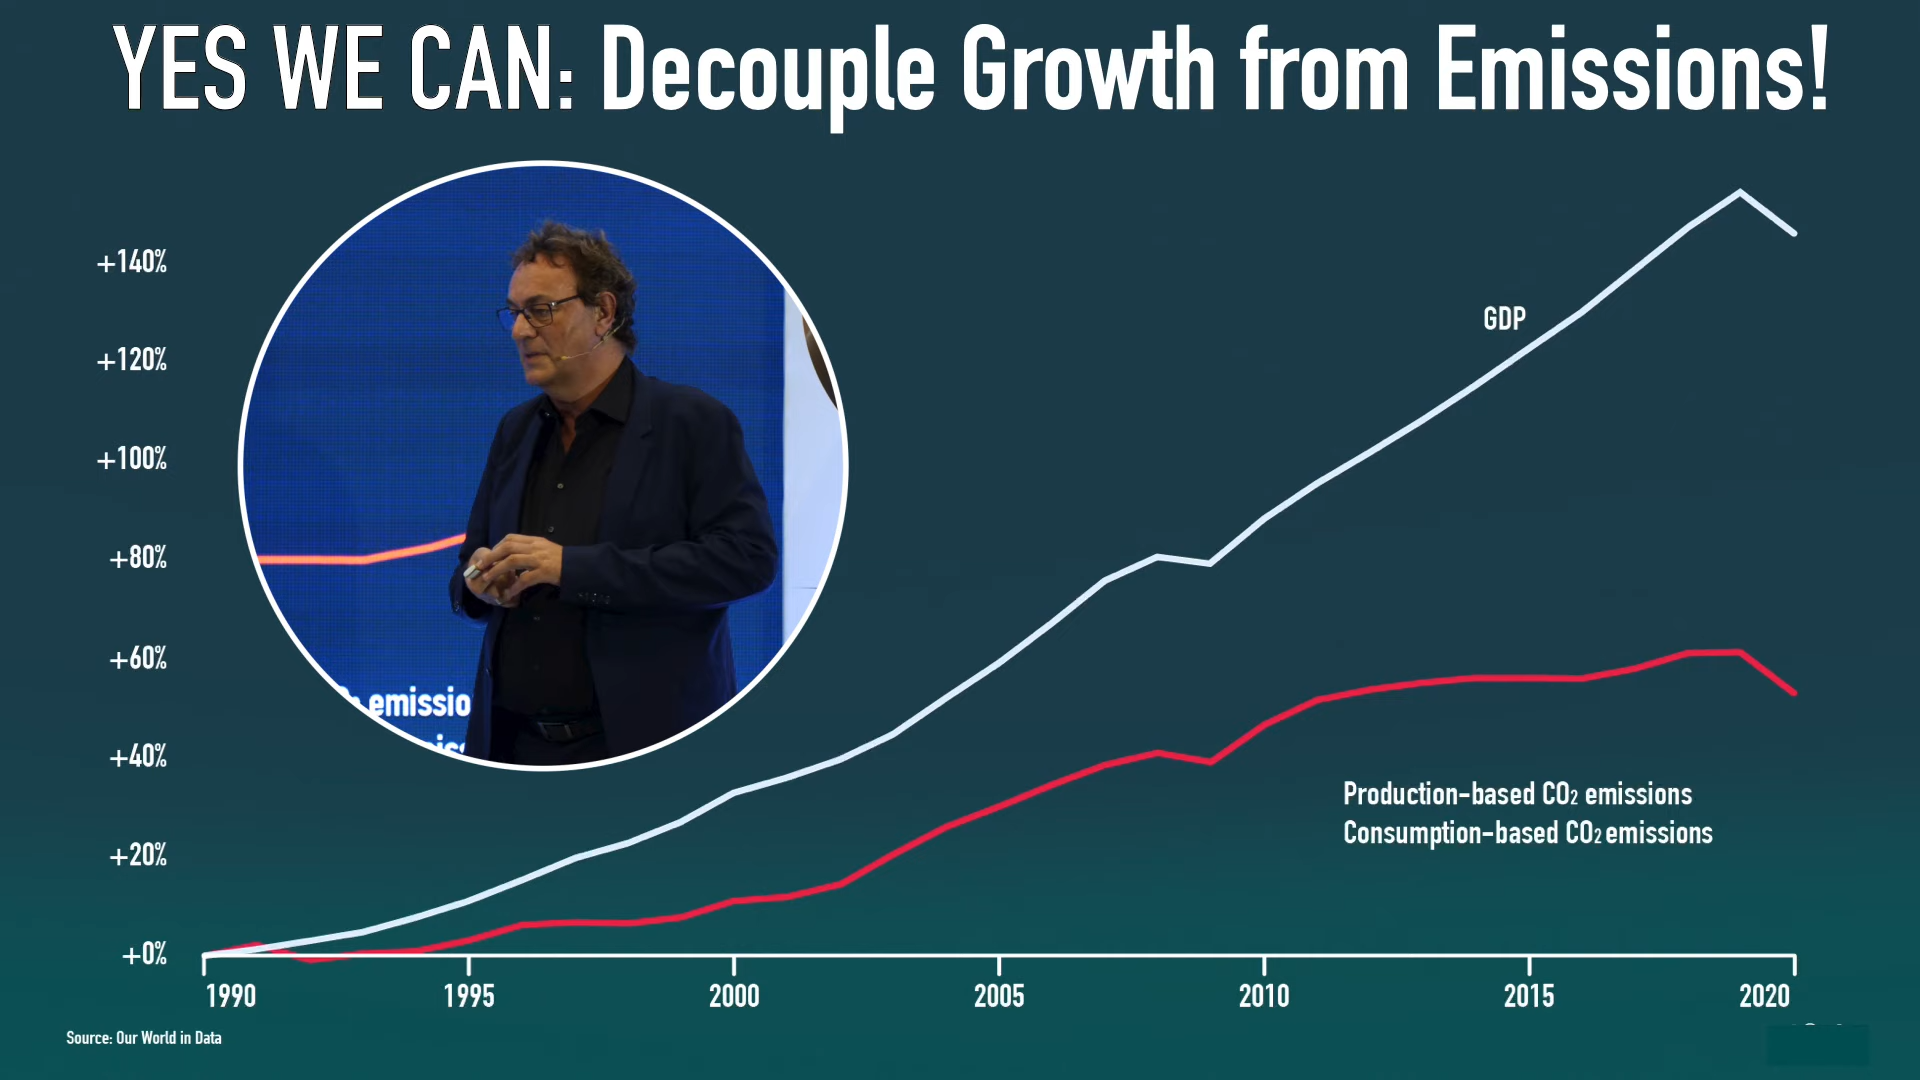 YES WE CAN: Decouple Growth from Emissions!
+140%
+120%
+100%
+80%
+60%
+40%
+20%
+0%
GDP
emissio
Production-based CO₂ emissions
Consumption-based CO₂ emissions
1990 1995 2000 2005 2010 2015 2020
Source: Our World in Data